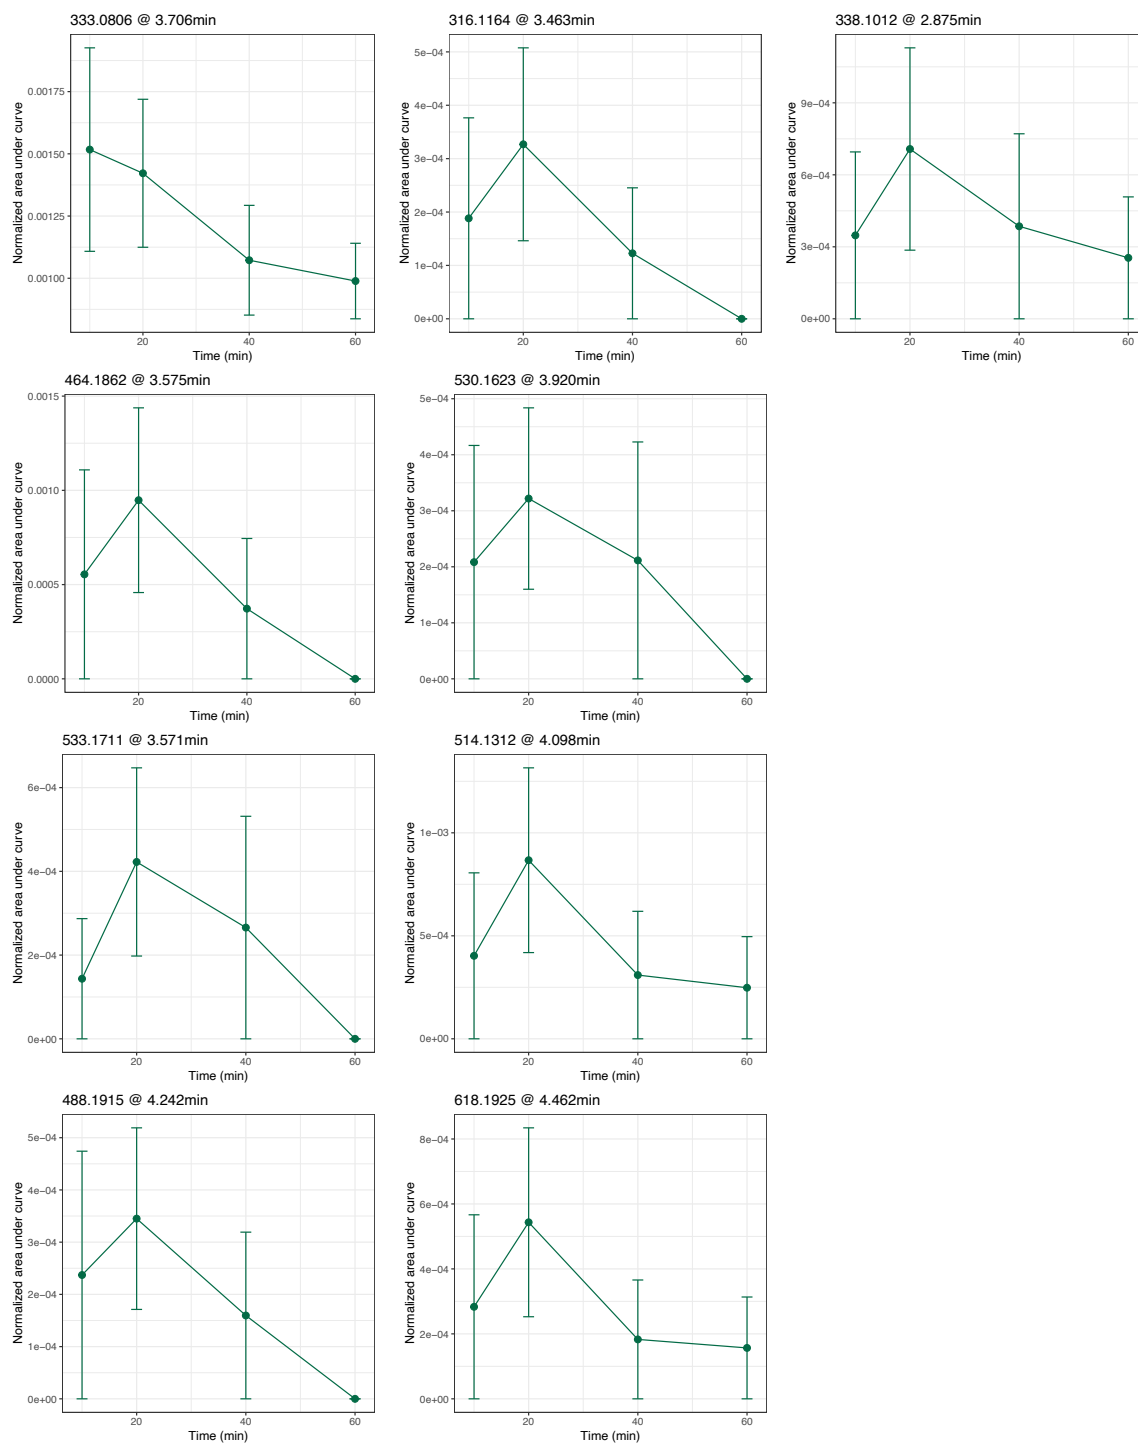 333.0806 @ 3.706min
Normalized area under curve
0.00175
0.00150
0.00125
0.00100
20
40
60
Time (min)
316.1164 @ 3.463min
Normalized area under curve
5e−04
4e−04
3e−04
2e−04
1e−04
0e+00
20
40
60
Time (min)
338.1012 @ 2.875min
Normalized area under curve
9e−04
6e−04
3e−04
0e+00
20
40
60
Time (min)
464.1862 @ 3.575min
Normalized area under curve
0.0015
0.0010
0.0005
0.0000
20
40
60
Time (min)
530.1623 @ 3.920min
Normalized area under curve
5e−04
4e−04
3e−04
2e−04
1e−04
0e+00
20
40
60
Time (min)
533.1711 @ 3.571min
Normalized area under curve
6e−04
4e−04
2e−04
0e+00
20
40
60
Time (min)
514.1312 @ 4.098min
Normalized area under curve
1e−03
5e−04
0e+00
20
40
60
Time (min)
488.1915 @ 4.242min
Normalized area under curve
5e−04
4e−04
3e−04
2e−04
1e−04
0e+00
20
40
60
Time (min)
618.1925 @ 4.462min
Normalized area under curve
8e−04
6e−04
4e−04
2e−04
0e+00
20
40
60
Time (min)